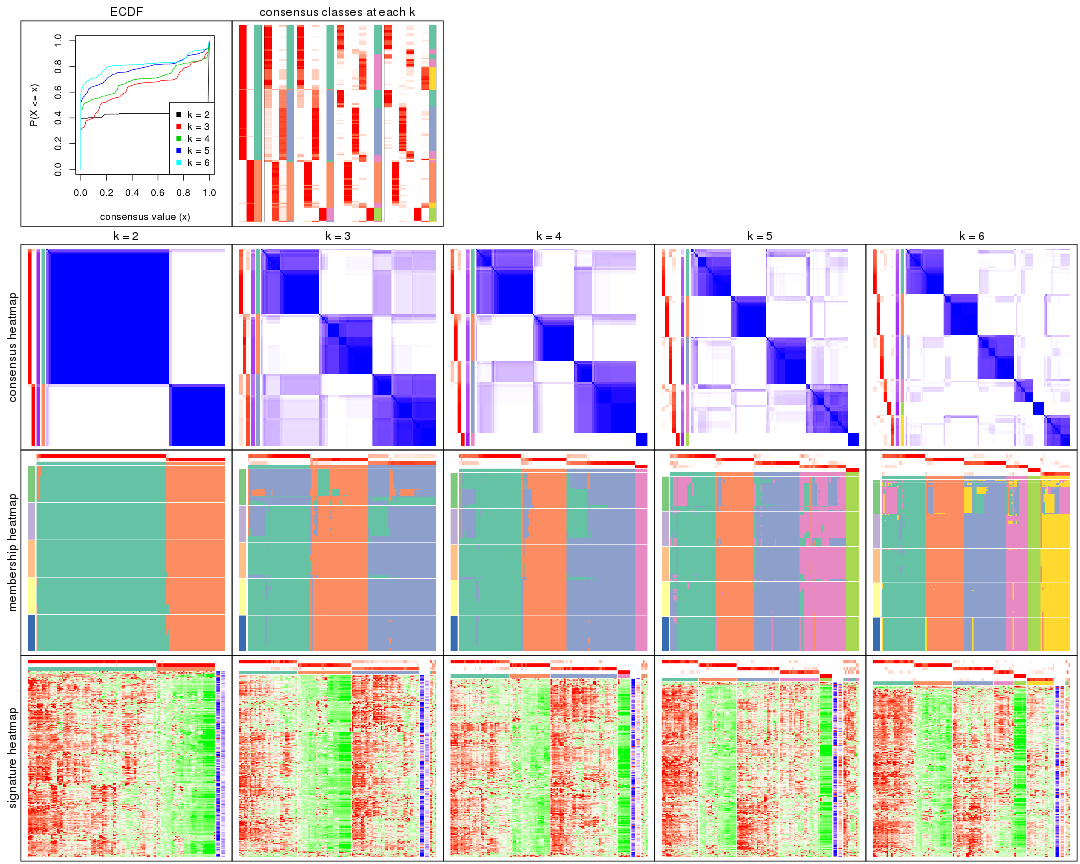 ECDF
consensus classes at each k
P(X <= x)
0.0 0.2 0.4 0.6 0.8 1.0
k = 2
k = 3
k = 4
k = 5
k = 6
0.0 0.2 0.4 0.6 0.8 1.0
consensus value (x)
k = 2
k = 3
k = 4
k = 5
k = 6
consensus heatmap
membership heatmap
signature heatmap